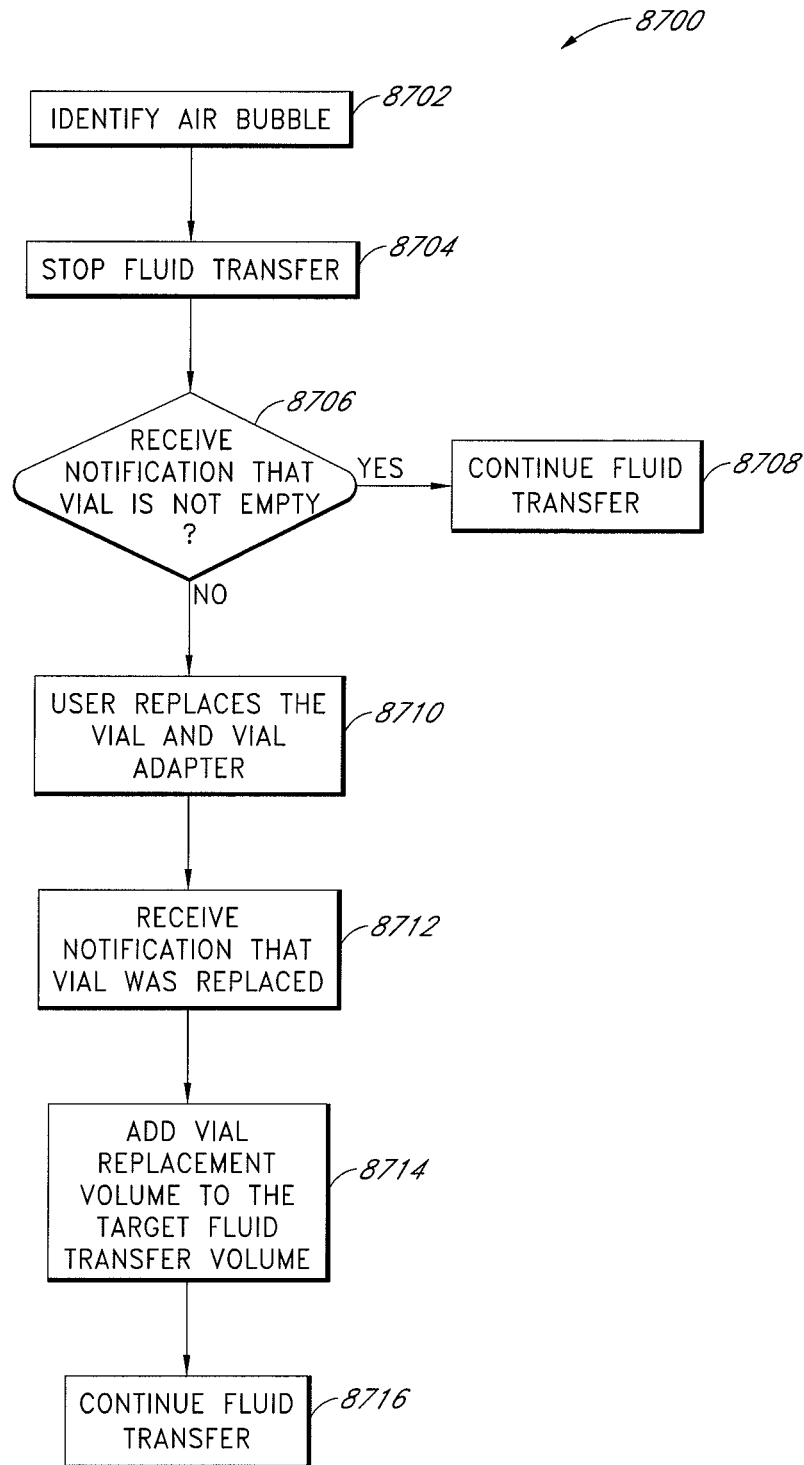 8700
IDENTIFY AIR BUBBLE
8702
STOP FLUID TRANSFER
8704
RECEIVE
NOTIFICATION THAT
VIAL IS NOT EMPTY
?
8706
YES
CONTINUE FLUID
TRANSFER
8708
NO
USER REPLACES THE
VIAL AND VIAL
ADAPTER
8710
RECEIVE
NOTIFICATION THAT
VIAL WAS REPLACED
8712
ADD VIAL
REPLACEMENT
VOLUME TO THE
TARGET FLUID
TRANSFER VOLUME
8714
CONTINUE FLUID
TRANSFER
8716